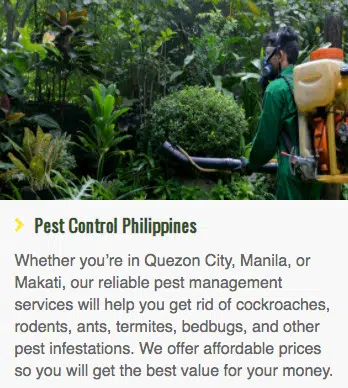 Pest Control Philippines
Whether you're in Quezon City, Manila, or
Makati, our reliable pest management
services will help you get rid of cockroaches,
rodents, ants, termites, bedbugs, and other
pest infestations. We offer affordable prices
so you will get the best value for your money.